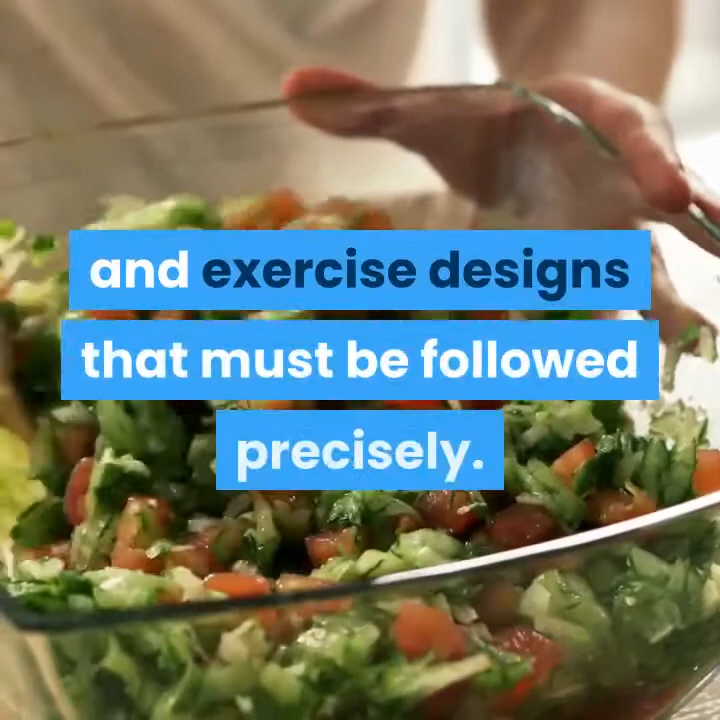 and exercise designs
that must be followed
precisely.